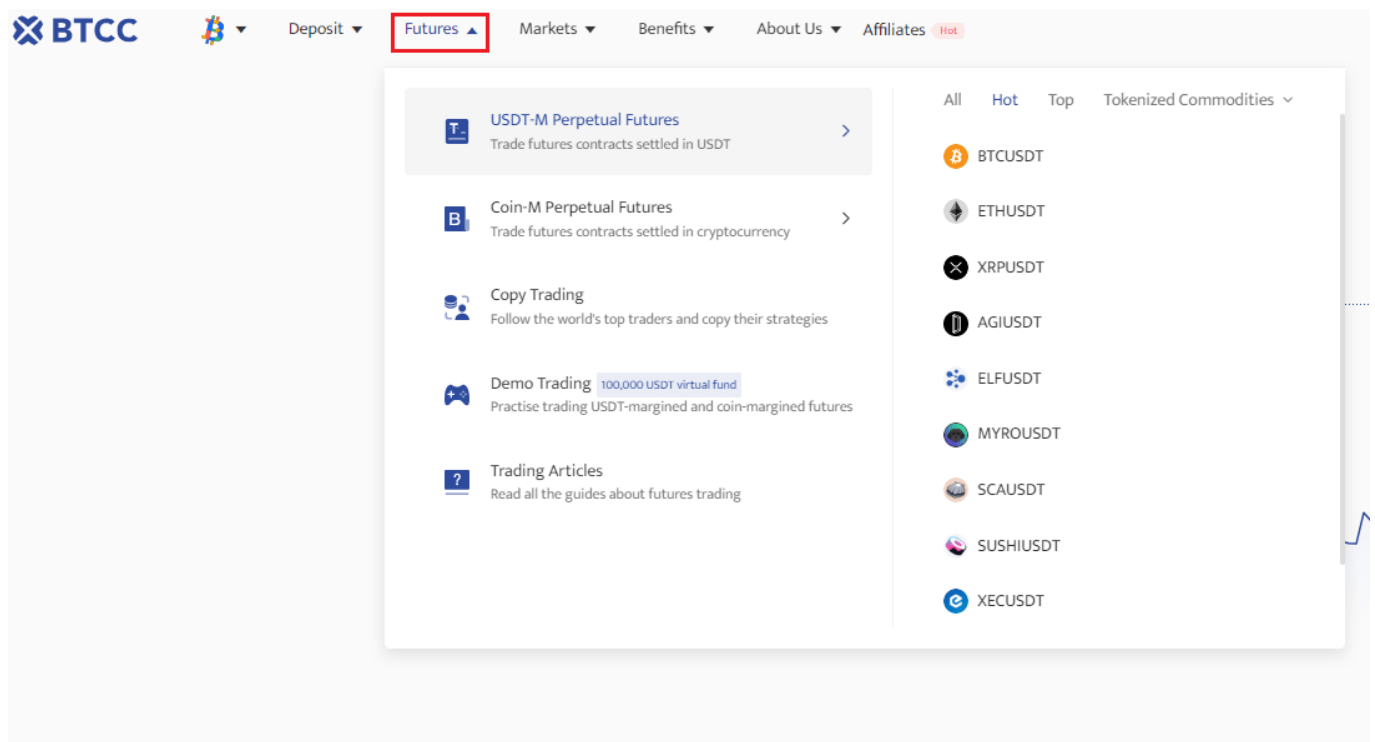 BTCC
Deposit
Futures
Markets
Benefits
About Us
Affiliates
Hot
USDT-M Perpetual Futures
Trade futures contracts settled in USDT
Coin-M Perpetual Futures
Trade futures contracts settled in cryptocurrency
Copy Trading
Follow the world's top traders and copy their strategies
Demo Trading 100,000 USDT virtual fund
Practise trading USDT-margined and coin-margined futures
Trading Articles
Read all the guides about futures trading
All Hot Top Tokenized Commodities
BTCUSDT
ETHUSDT
XRPUSDT
AGIUSDT
ELFUSDT
MYROUSDT
SCAUSDT
SUSHIUSDT
XECUSDT